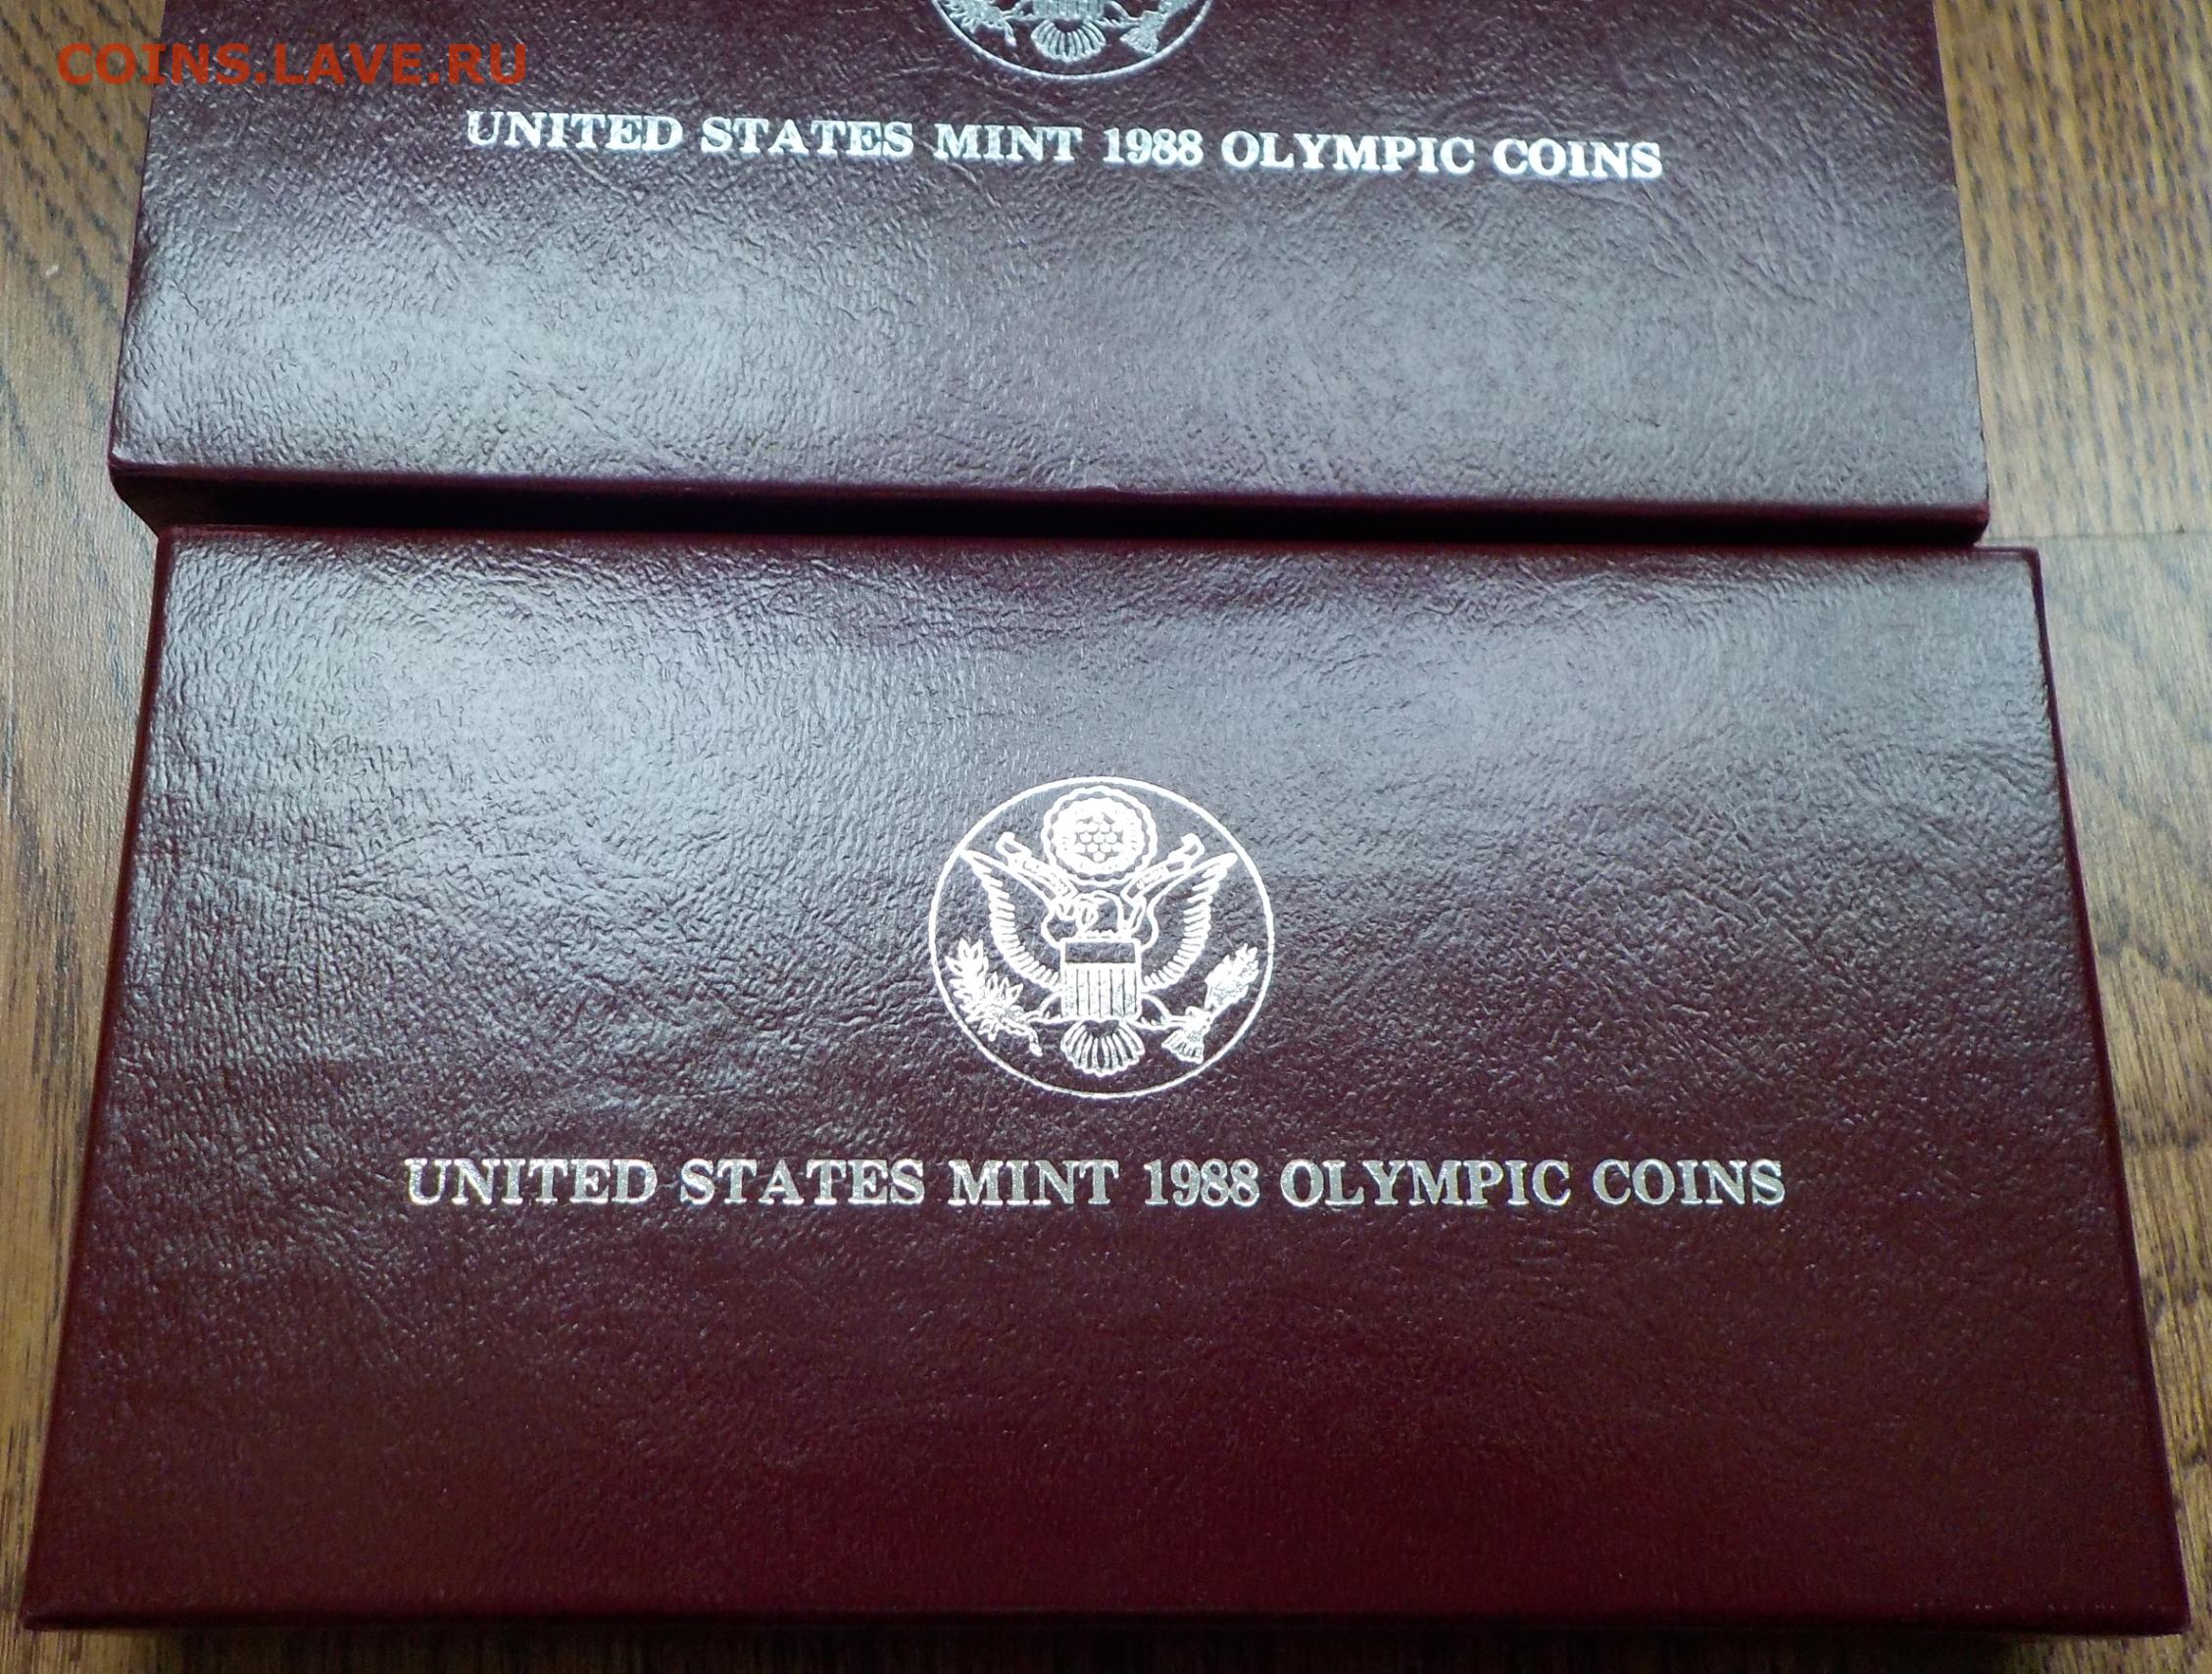 COINS.LAVE.RU
UNITED STATES MINT 1988 OLYMPIC COINS
UNITED STATES MINT 1988 OLYMPIC COINS